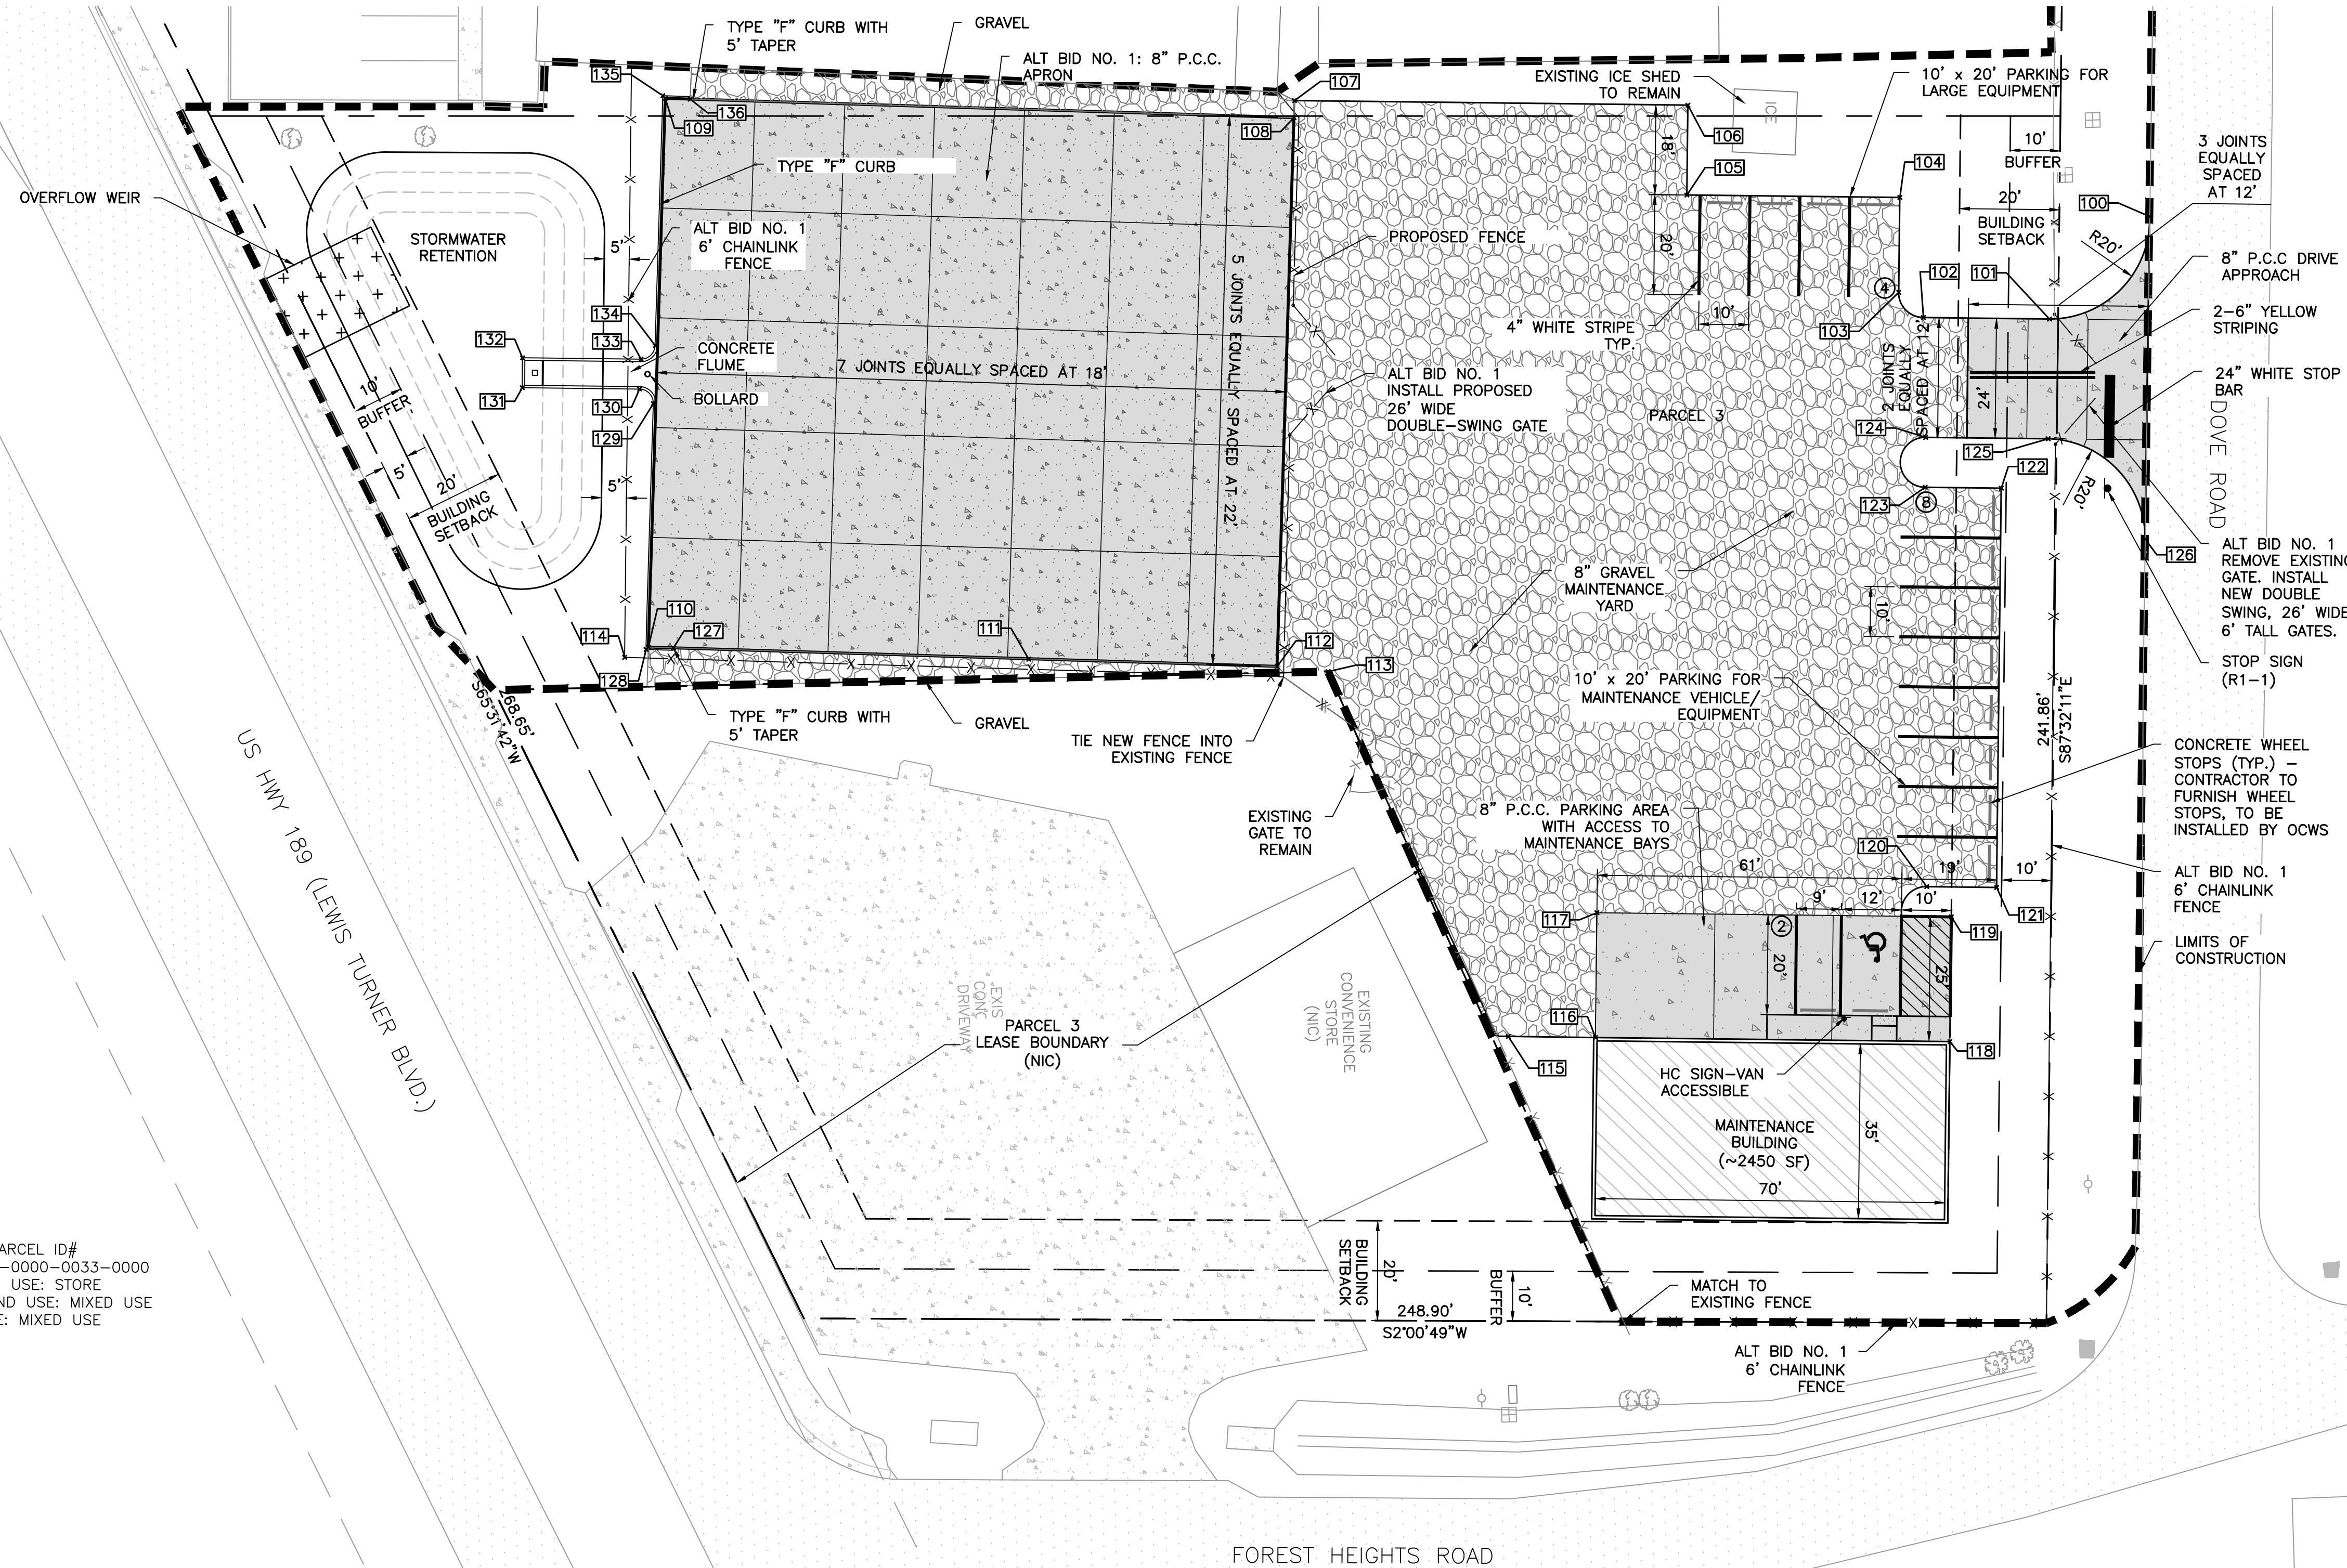 TYPE "F" CURB WITH
5' TAPER
GRAVEL
ALT BID NO. 1: 8" P.C.C.
APRON
135
136
109
107
108
EXISTING ICE SHED
TO REMAIN
ICE
10' x 20' PARKING FOR
LARGE EQUIPMENT
18'
106
105
104
10'
BUFFER
20'
BUILDING
SETBACK
3 JOINTS
EQUALLY
SPACED
AT 12'
100
R20'
OVERFLOW WEIR
STORMWATER
RETENTION
5'
TYPE "F" CURB
ALT BID NO. 1
6' CHAINLINK
FENCE
PROPOSED FENCE
20'
4
102
101
8" P.C.C DRIVE
APPROACH
2-6" YELLOW
STRIPING
24" WHITE STOP
BAR
134
133
132
131
130
129
CONCRETE
FLUME
BOLLARD
7 JOINTS EQUALLY SPACED AT 18'
5 JOINTS EQUALLY SPACED AT 22'
4" WHITE STRIPE
TYP.
10'
103
2 JOINTS
EQUALLY
SPACED AT 12'
24'
ALT BID NO. 1
INSTALL PROPOSED
26' WIDE
DOUBLE-SWING GATE
PARCEL 3
124
125
122
123
8
R20'
DOVE ROAD
126
ALT BID NO. 1
REMOVE EXISTING
GATE. INSTALL
NEW DOUBLE
SWING, 26' WIDE
6' TALL GATES.
STOP SIGN
(R1-1)
10'
BUFFER
5'
20'
BUILDING
SETBACK
5'
8" GRAVEL
MAINTENANCE
YARD
10'
110
127
114
128
111
112
113
68.65'
S65°31'42"W
TYPE "F" CURB WITH
5' TAPER
GRAVEL
TIE NEW FENCE INTO
EXISTING FENCE
10' x 20' PARKING FOR
MAINTENANCE VEHICLE/
EQUIPMENT
241.86'
S87°32'11"E
CONCRETE WHEEL
STOPS (TYP.) –
CONTRACTOR TO
FURNISH WHEEL
STOPS, TO BE
INSTALLED BY OCWS
US HWY 189 (LEWIS TURNER BLVD.)
EXISTING
GATE TO
REMAIN
8" P.C.C. PARKING AREA
WITH ACCESS TO
MAINTENANCE BAYS
120
61'
19'
10'
9'
12'
10'
121
ALT BID NO. 1
6' CHAINLINK
FENCE
117
2
20'
25'
119
LIMITS OF
CONSTRUCTION
EXIS
CONC
DRIVEWAY
PARCEL 3
LEASE BOUNDARY
(NIC)
EXISTING
CONVENIENCE
STORE
(NIC)
116
115
118
HC SIGN-VAN
ACCESSIBLE
MAINTENANCE
BUILDING
(~2450 SF)
35'
70'
ARCEL ID#
-0000-0033-0000
USE: STORE
ND USE: MIXED USE
E: MIXED USE
BUILDING
SETBACK
20'
BUFFER
10'
248.90'
S2°00'49"W
MATCH TO
EXISTING FENCE
ALT BID NO. 1
6' CHAINLINK
FENCE
FOREST HEIGHTS ROAD